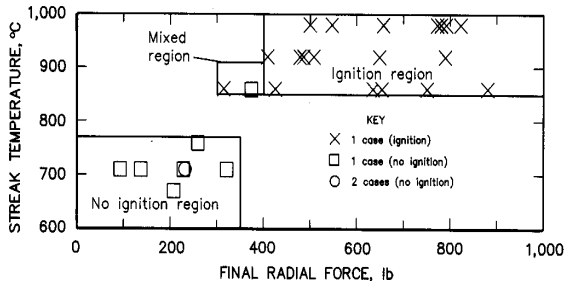 STREAK TEMPERATURE, °C
1,000
900
800
700
600
Mixed
region
Ignition region
KEY
1 case (ignition)
1 case (no ignition)
2 cases (no ignition)
No ignition region
0
200
400
600
800
1,000
FINAL RADIAL FORCE, lb